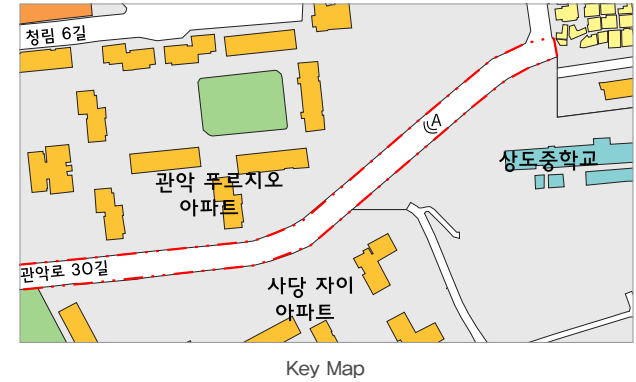 청림 6길
A
상도중학교
관악 푸르지오
아파트
관악로 30길
사당 자이
아파트
Key Map